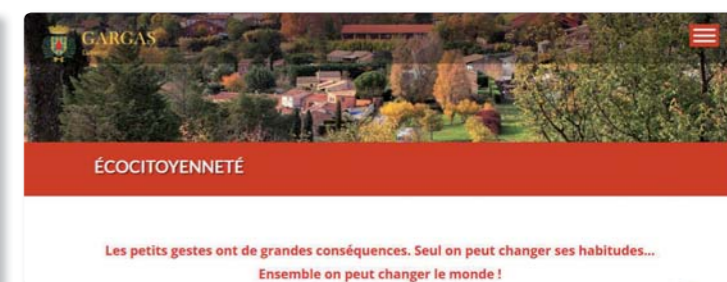 GARGAS
ÉCOCITOYENNETÉ
Les petits gestes ont de grandes conséquences. Seul on peut changer ses habitudes...
Ensemble on peut changer le monde !